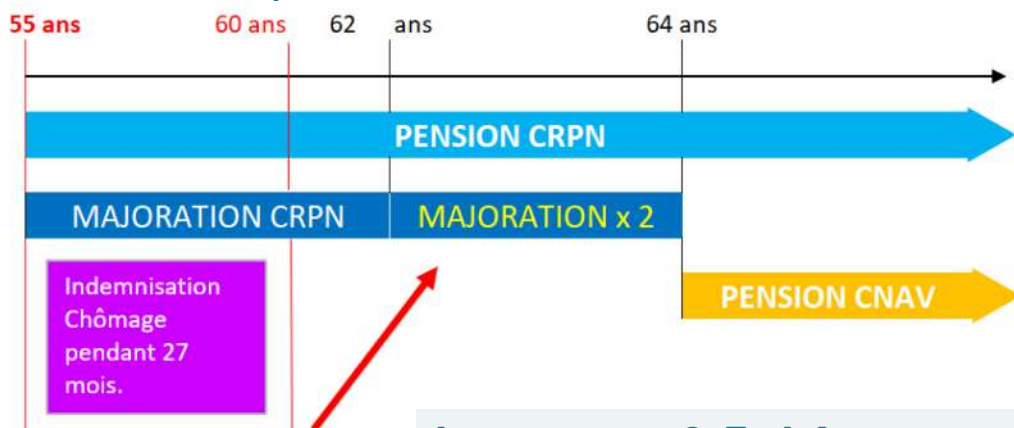 55 ans 60 ans 62 ans 64 ans
PENSION CRPN
MAJORATION CRPN MAJORATION x 2
Indemnisation
Chômage
pendant 27
mois.
PENSION CNAV